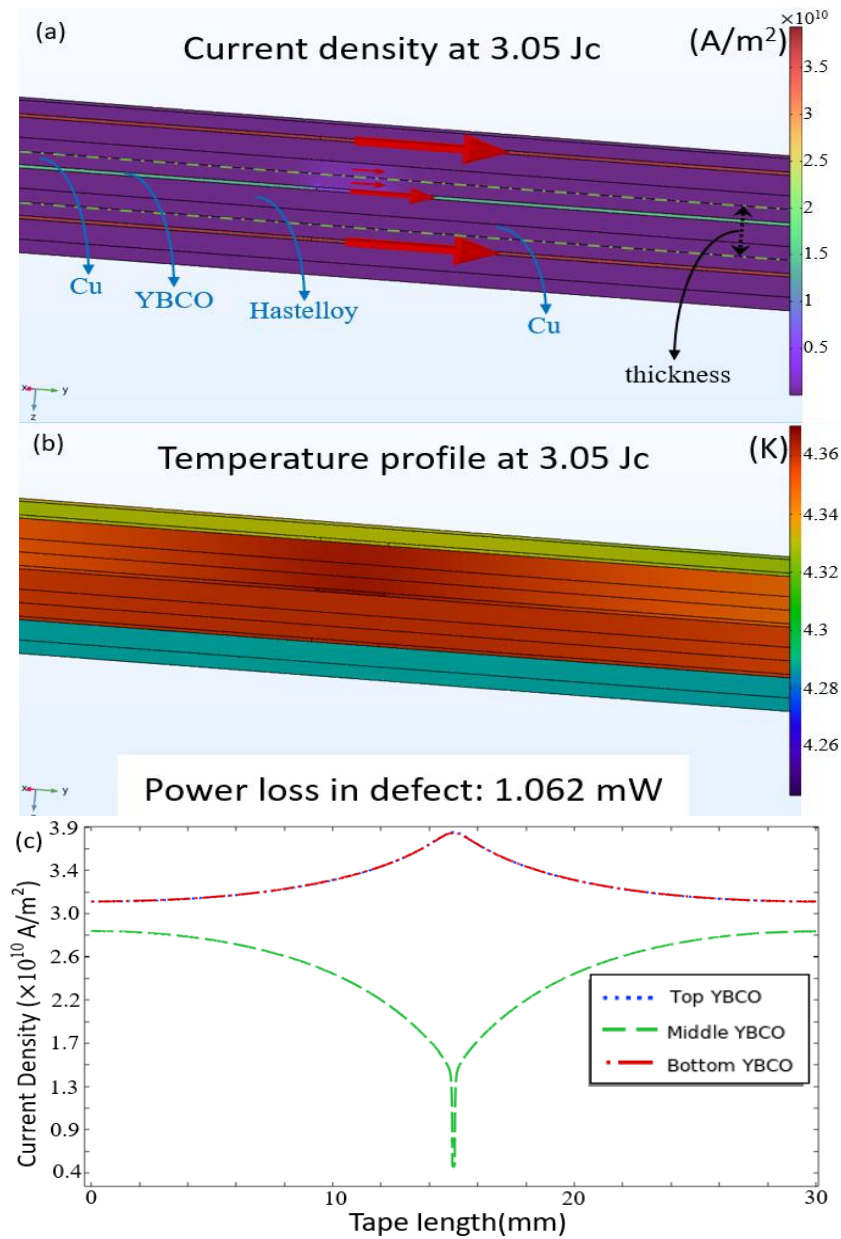 (a)
Current density at 3.05 Jc
(A/m²)
×10¹⁰
3.5
3
2.5
2
1.5
1
0.5
Cu
YBCO
Hastelloy
Cu
thickness
x
y
z
(b)
Temperature profile at 3.05 Jc
(K)
4.36
4.34
4.32
4.3
4.28
4.26
x
y
Power loss in defect: 1.062 mW
(c)
3.9
3.4
3.0
2.6
2.2
1.7
1.3
0.9
0.4
Current Density (×10¹⁰ A/m²)
Top YBCO
Middle YBCO
Bottom YBCO
0
10
20
30
Tape length(mm)